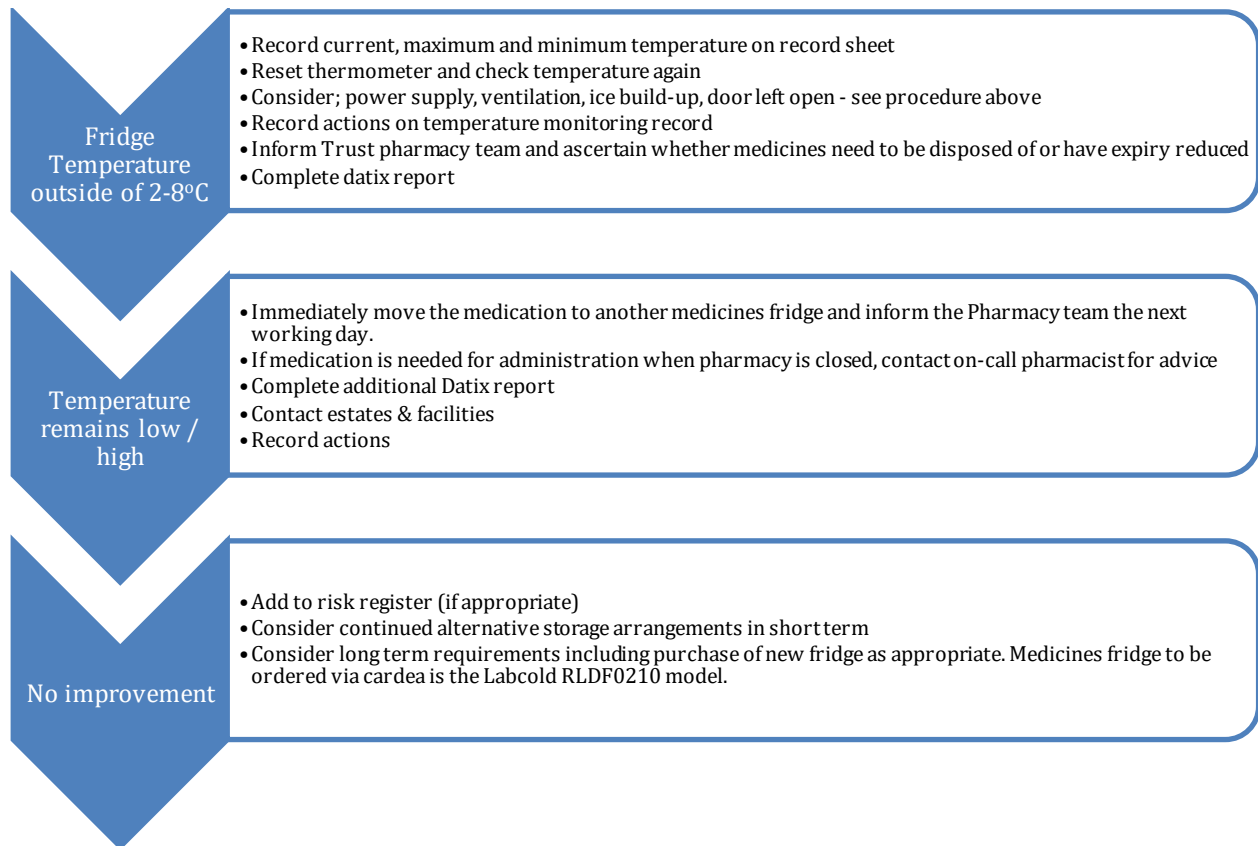 Fridge
Temperature
outside of 2-8°C
•Record current, maximum and minimum temperature on record sheet
•Reset thermometer and check temperature again
•Consider; power supply, ventilation, ice build-up, door left open - see procedure above
•Record actions on temperature monitoring record
•Inform Trust pharmacy team and ascertain whether medicines need to be disposed of or have expiry reduced
•Complete datix report
Temperature
remains low /
high
•Immediately move the medication to another medicines fridge and inform the Pharmacy team the next
working day.
•If medication is needed for administration when pharmacy is closed, contact on-call pharmacist for advice
•Complete additional Datix report
•Contact estates & facilities
•Record actions
No improvement
•Add to risk register (if appropriate)
•Consider continued alternative storage arrangements in short term
•Consider long term requirements including purchase of new fridge as appropriate. Medicines fridge to be
ordered via cardea is the Labcold RLDF0210 model.